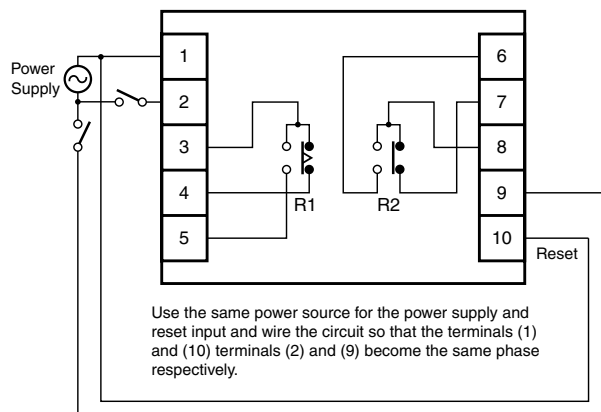 Power
Supply
1
2
3
4
5
6
7
8
9
10
R1
R2
Reset
Use the same power source for the power supply and
reset input and wire the circuit so that the terminals (1)
and (10) terminals (2) and (9) become the same phase
respectively.